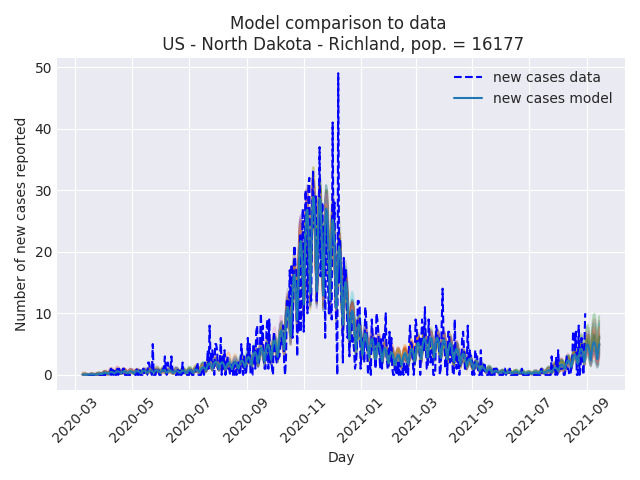 Model comparison to data
US - North Dakota - Richland, pop. = 16177
new cases data
new cases model
Number of new cases reported
50
40
30
20
10
0
2020-03
2020-05
2020-07
2020-09
2020-11
2021-01
2021-03
2021-05
2021-07
2021-09
Day